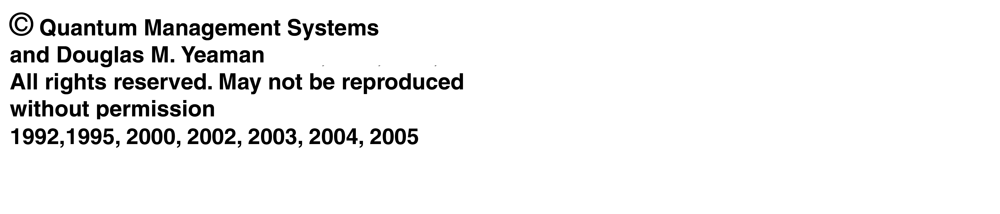 © Quantum Management Systems
and Douglas M. Yeaman
All rights reserved. May not be reproduced
without permission
1992,1995, 2000, 2002, 2003, 2004, 2005